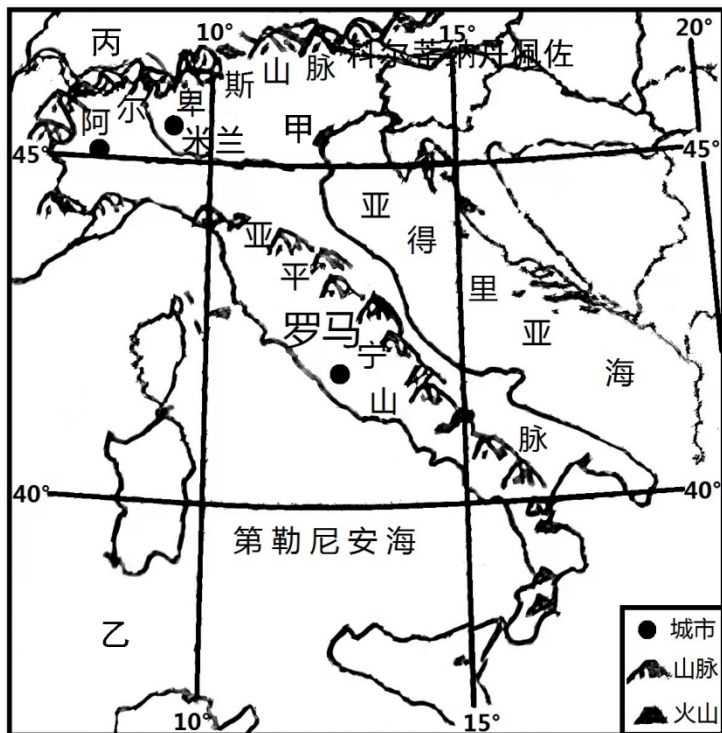 10°
15°
20°
丙
科尔蒂纳丹佩佐
阿尔卑斯山脉
米兰
甲
45°
45°
亚得里亚海
亚平宁山脉
罗马
40°
40°
第勒尼安海
乙
10°
15°
城市
山脉
火山